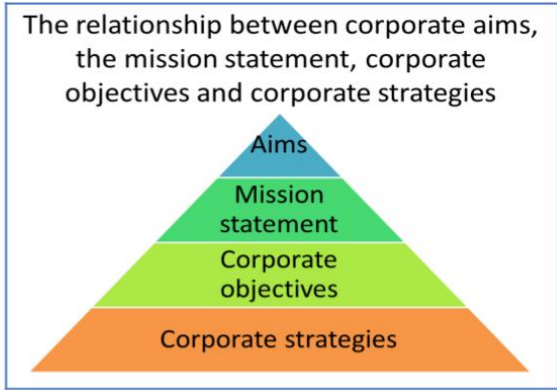 The relationship between corporate aims,
the mission statement, corporate
objectives and corporate strategies
Aims
Mission
statement
Corporate
objectives
Corporate strategies